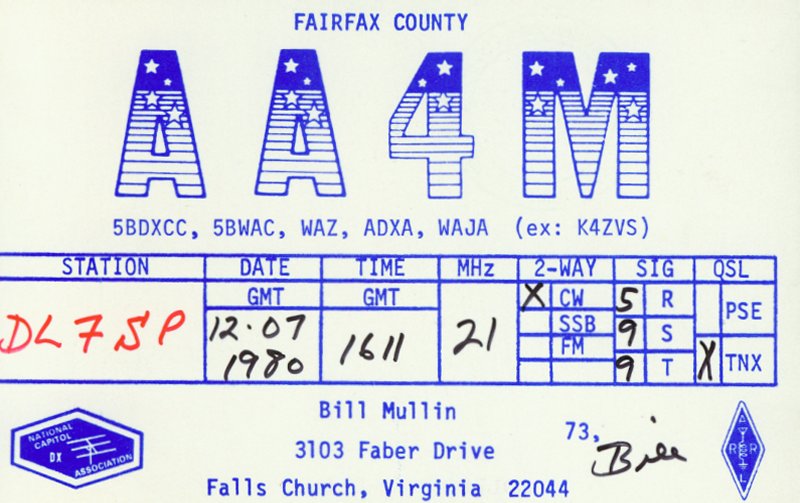 FAIRFAX COUNTY
AA4M
5BDXCC, 5BWAC, WAZ, ADXA, WAJA (ex: K4ZVS)
STATION DATE TIME MHz 2-WAY SIG QSL
GMT GMT X CW 5 R PSE
DL7SP 12.07 1980 1611 21 SSB 9 S
FM 9 T X TNX
Bill Mullin
3103 Faber Drive
Falls Church, Virginia 22044
73, Bill
NATIONAL
CAPITOL
DX
ASSOCIATION
A
R R
L